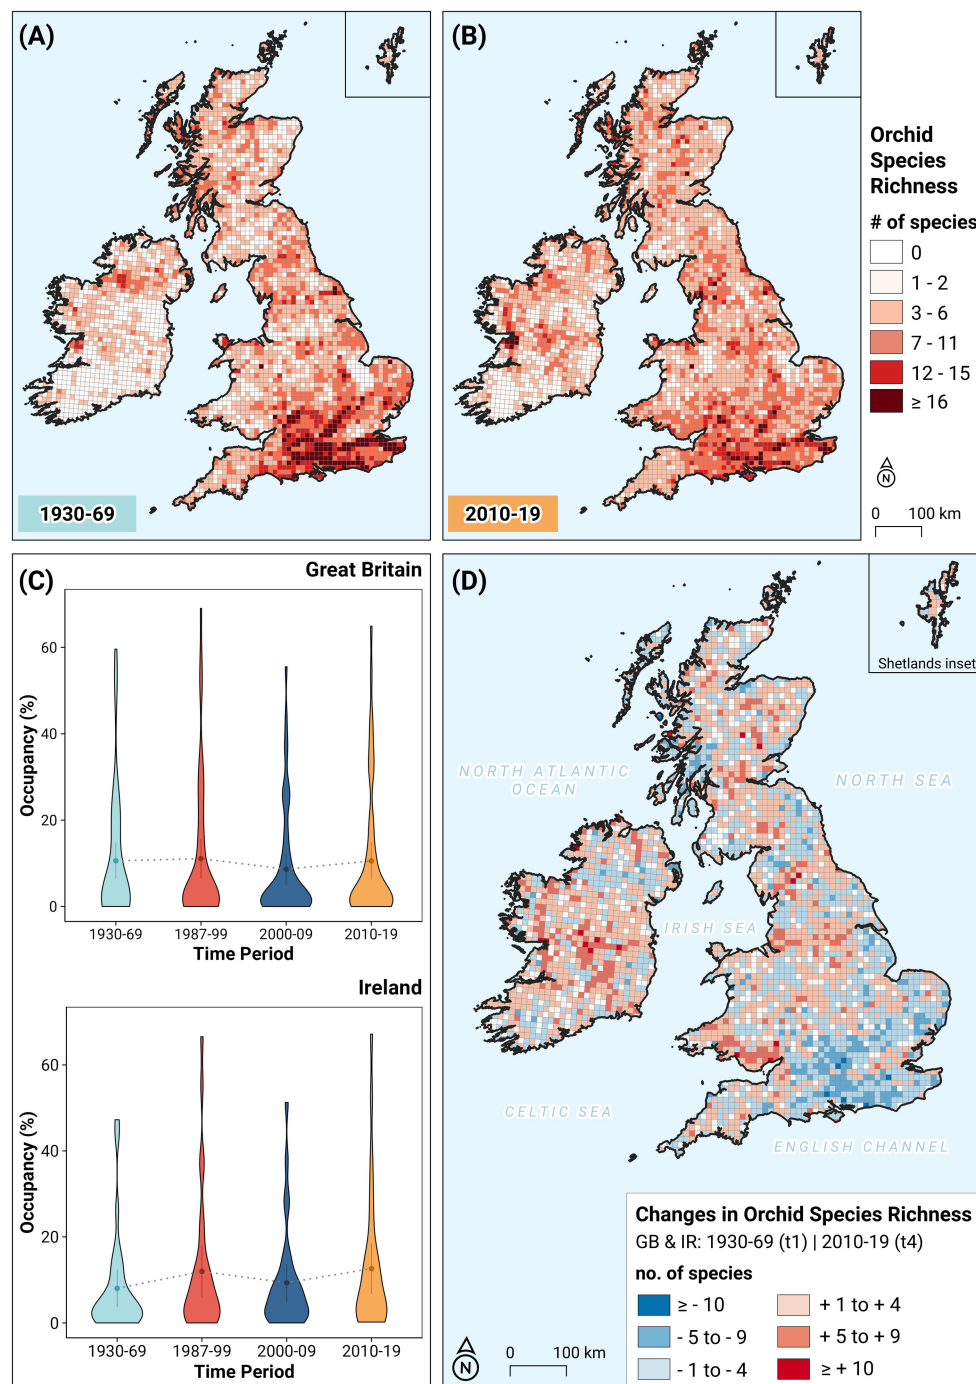 (A)
1930-69
(B)
2010-19
Orchid
Species
Richness
# of species
0
1 - 2
3 - 6
7 - 11
12 - 15
≥ 16
N
0 100 km
(C)
Great Britain
Occupancy (%)
60
40
20
0
1930-69 1987-99 2000-09 2010-19
Time Period
Ireland
Occupancy (%)
60
40
20
0
1930-69 1987-99 2000-09 2010-19
Time Period
(D)
Shetlands inset
NORTH ATLANTIC
OCEAN
NORTH SEA
IRISH SEA
CELTIC SEA
ENGLISH CHANNEL
Changes in Orchid Species Richness
GB & IR: 1930-69 (t1) | 2010-19 (t4)
no. of species
≥ - 10 + 1 to + 4
- 5 to - 9 + 5 to + 9
- 1 to - 4 ≥ + 10
N
0 100 km